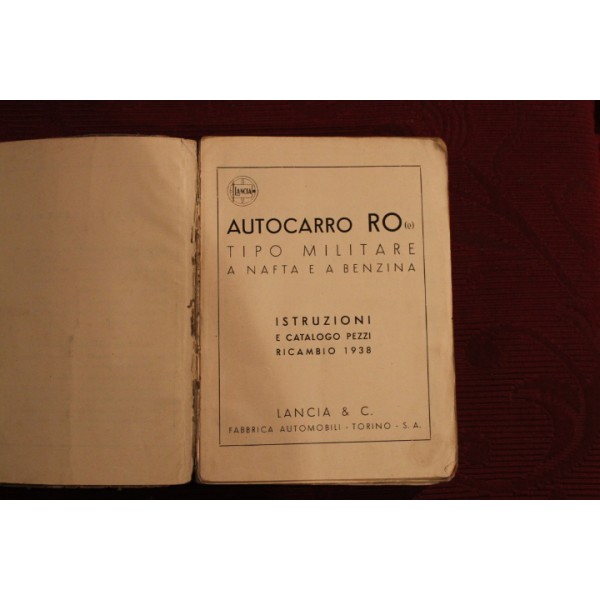 LANCIA
AUTOCARRO RO
TIPO MILITARE
A NAFTA E A BENZINA
ISTRUZIONI
E CATALOGO PEZZI
RICAMBIO 1938
LANCIA & C.
FABBRICA AUTOMOBILI - TORINO - S. A.